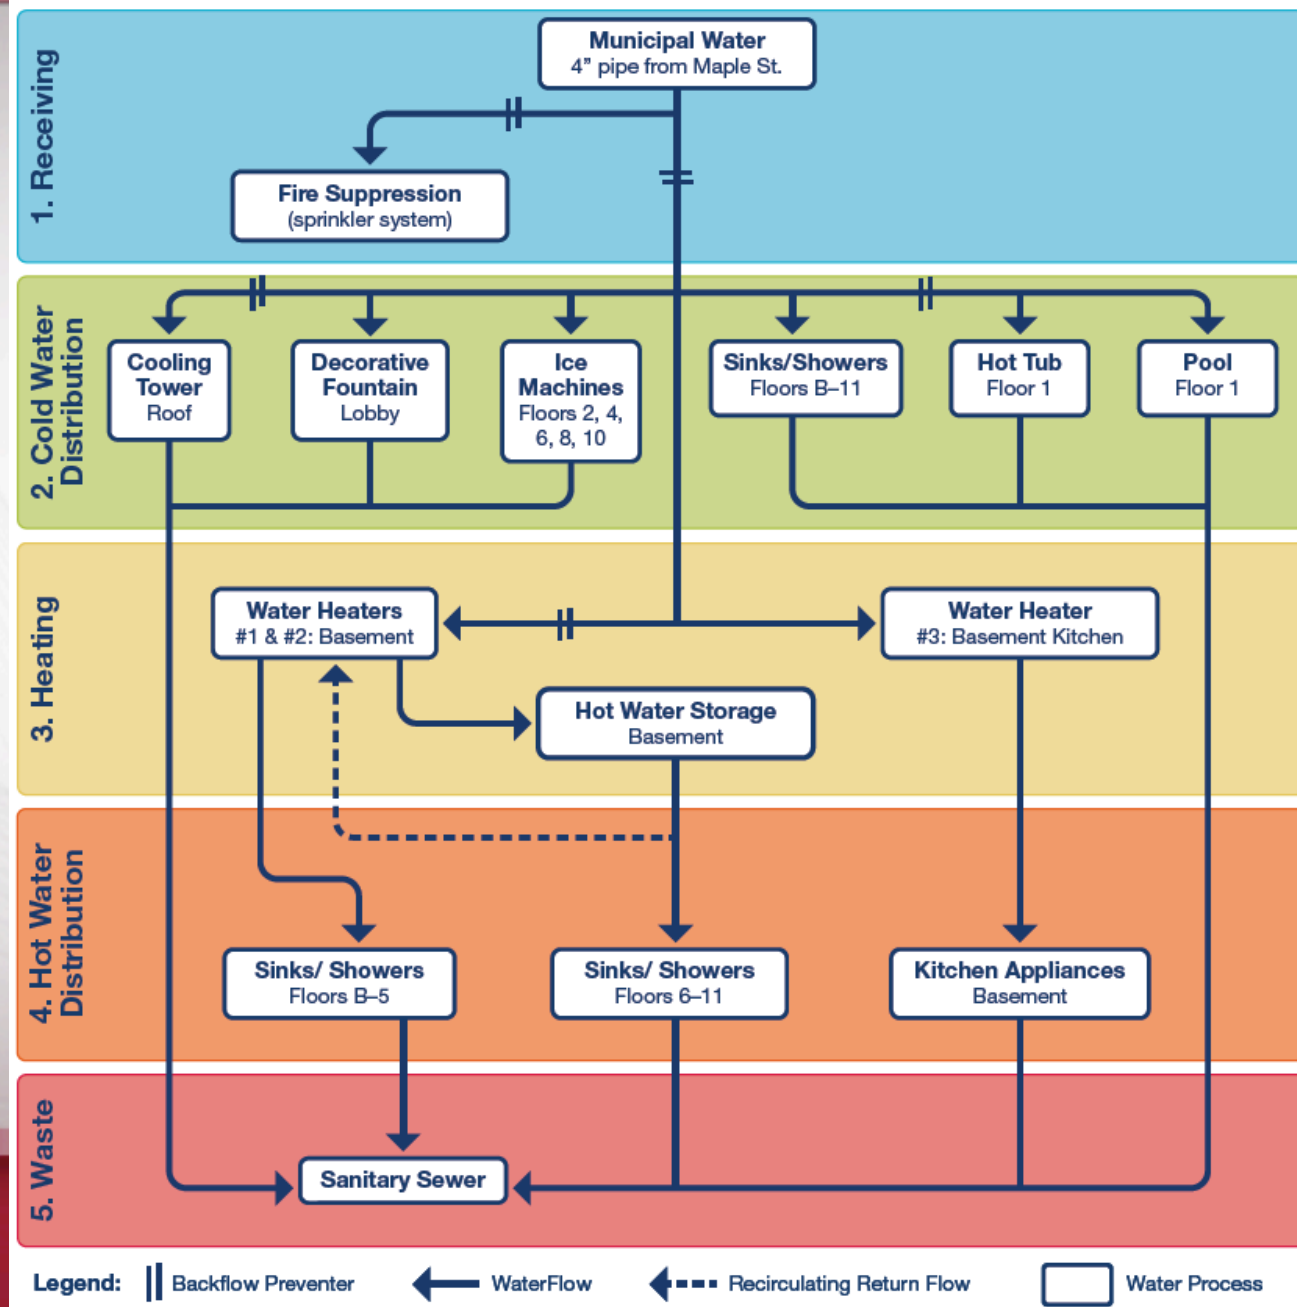 Municipal Water
4” pipe from Maple St.
1. Receiving
Fire Suppression
(sprinkler system)
2. Cold Water
Distribution
Cooling
Tower
Roof
Decorative
Fountain
Lobby
Ice
Machines
Floors 2, 4,
6, 8, 10
Sinks/Showers
Floors B–11
Hot Tub
Floor 1
Pool
Floor 1
3. Heating
Water Heaters
#1 & #2: Basement
Water Heater
#3: Basement Kitchen
Hot Water Storage
Basement
4. Hot Water
Distribution
Sinks/ Showers
Floors B–5
Sinks/ Showers
Floors 6–11
Kitchen Appliances
Basement
5. Waste
Sanitary Sewer
Legend:
Backflow Preventer
WaterFlow
Recirculating Return Flow
Water Process